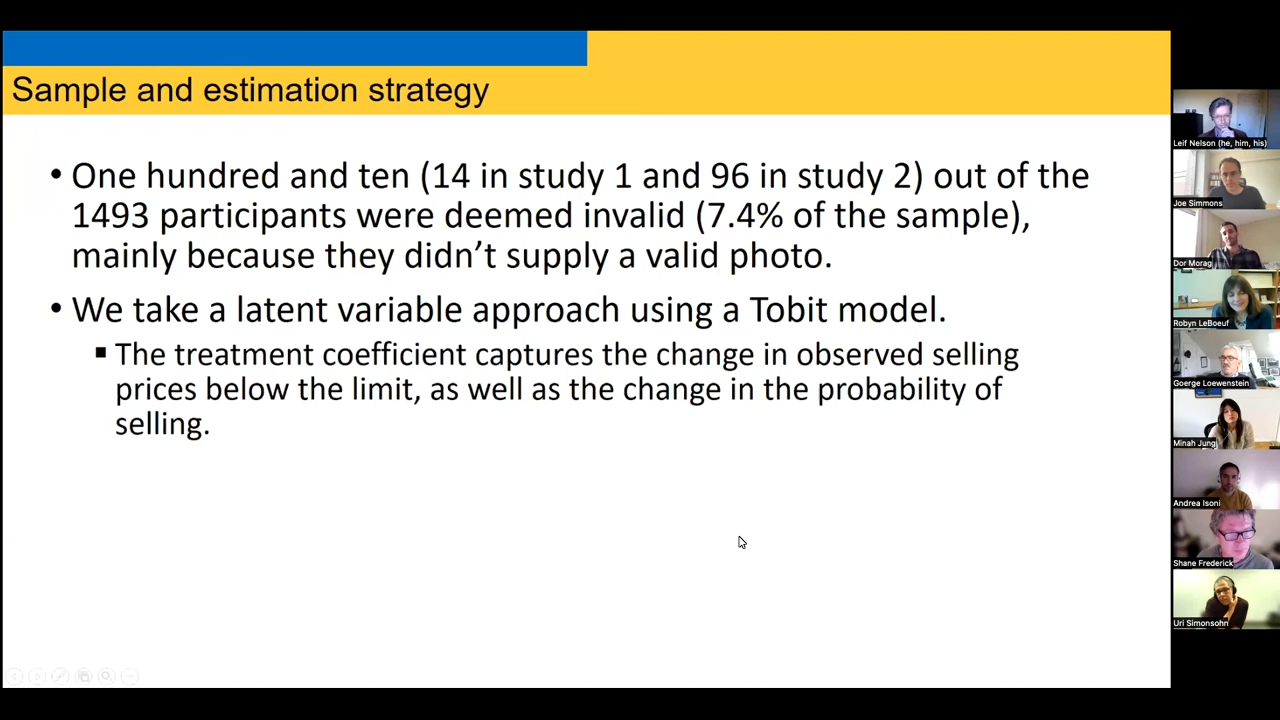 Sample and estimation strategy
• One hundred and ten (14 in study 1 and 96 in study 2) out of the
1493 participants were deemed invalid (7.4% of the sample),
mainly because they didn’t supply a valid photo.
• We take a latent variable approach using a Tobit model.
▪ The treatment coefficient captures the change in observed selling
prices below the limit, as well as the change in the probability of
selling.
Leif Nelson (he, him, his)
Joe Simmons
Dor Morag
Robyn LeBoeuf
Goerge Loewenstein
Minah Jung
Andrea Isoni
Shane Frederick
Uri Simonsohn